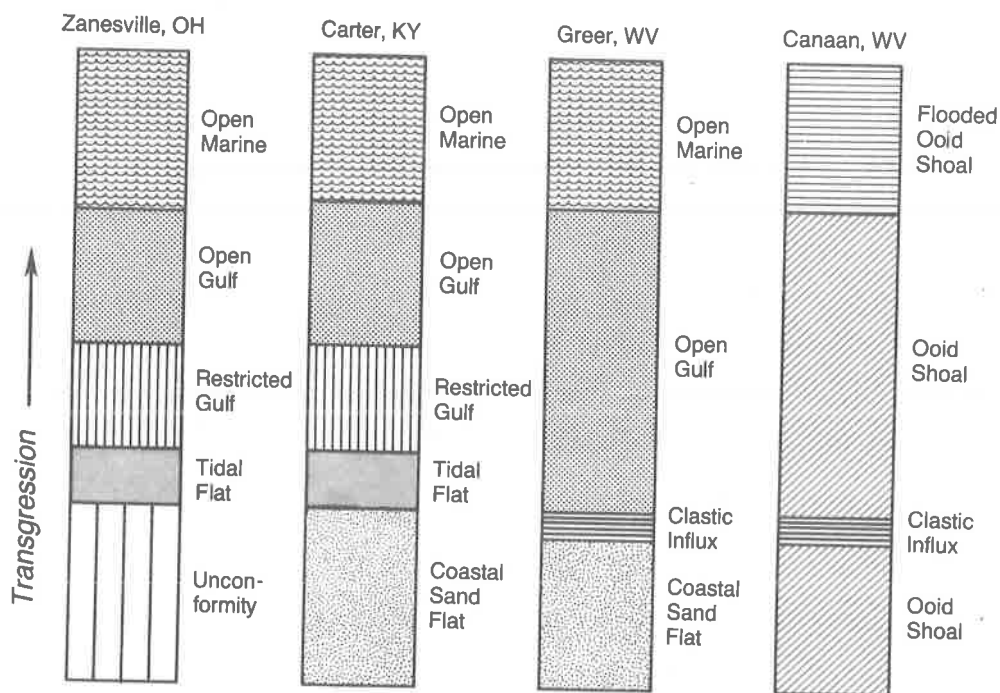 Zanesville, OH
Open
Marine
Open
Gulf
Restricted
Gulf
Tidal
Flat
Uncon-
formity
Carter, KY
Open
Marine
Open
Gulf
Restricted
Gulf
Tidal
Flat
Coastal
Sand
Flat
Greer, WV
Open
Marine
Open
Gulf
Clastic
Influx
Coastal
Sand
Flat
Canaan, WV
Flooded
Ooid
Shoal
Ooid
Shoal
Clastic
Influx
Ooid
Shoal
Transgression